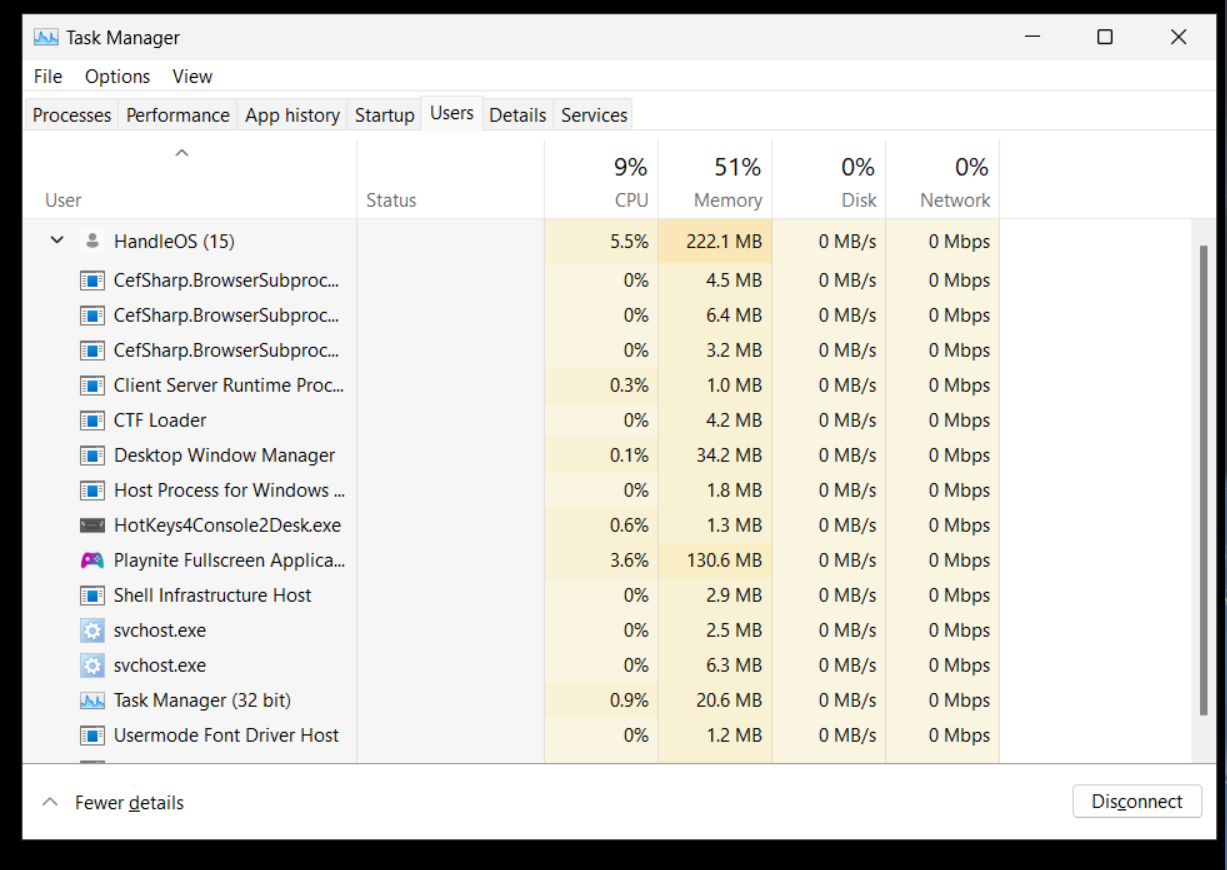 Task Manager
File Options View
Processes Performance App history Startup Users Details Services
9% 51% 0% 0%
User Status CPU Memory Disk Network
HandleOS (15) 5.5% 222.1 MB 0 MB/s 0 Mbps
CefSharp.BrowserSubproc... 0% 4.5 MB 0 MB/s 0 Mbps
CefSharp.BrowserSubproc... 0% 6.4 MB 0 MB/s 0 Mbps
CefSharp.BrowserSubproc... 0% 3.2 MB 0 MB/s 0 Mbps
Client Server Runtime Proc... 0.3% 1.0 MB 0 MB/s 0 Mbps
CTF Loader 0% 4.2 MB 0 MB/s 0 Mbps
Desktop Window Manager 0.1% 34.2 MB 0 MB/s 0 Mbps
Host Process for Windows ... 0% 1.8 MB 0 MB/s 0 Mbps
HotKeys4Console2Desk.exe 0.6% 1.3 MB 0 MB/s 0 Mbps
Playnite Fullscreen Applica... 3.6% 130.6 MB 0 MB/s 0 Mbps
Shell Infrastructure Host 0% 2.9 MB 0 MB/s 0 Mbps
svchost.exe 0% 2.5 MB 0 MB/s 0 Mbps
svchost.exe 0% 6.3 MB 0 MB/s 0 Mbps
Task Manager (32 bit) 0.9% 20.6 MB 0 MB/s 0 Mbps
Usermode Font Driver Host 0% 1.2 MB 0 MB/s 0 Mbps
Fewer details Disconnect